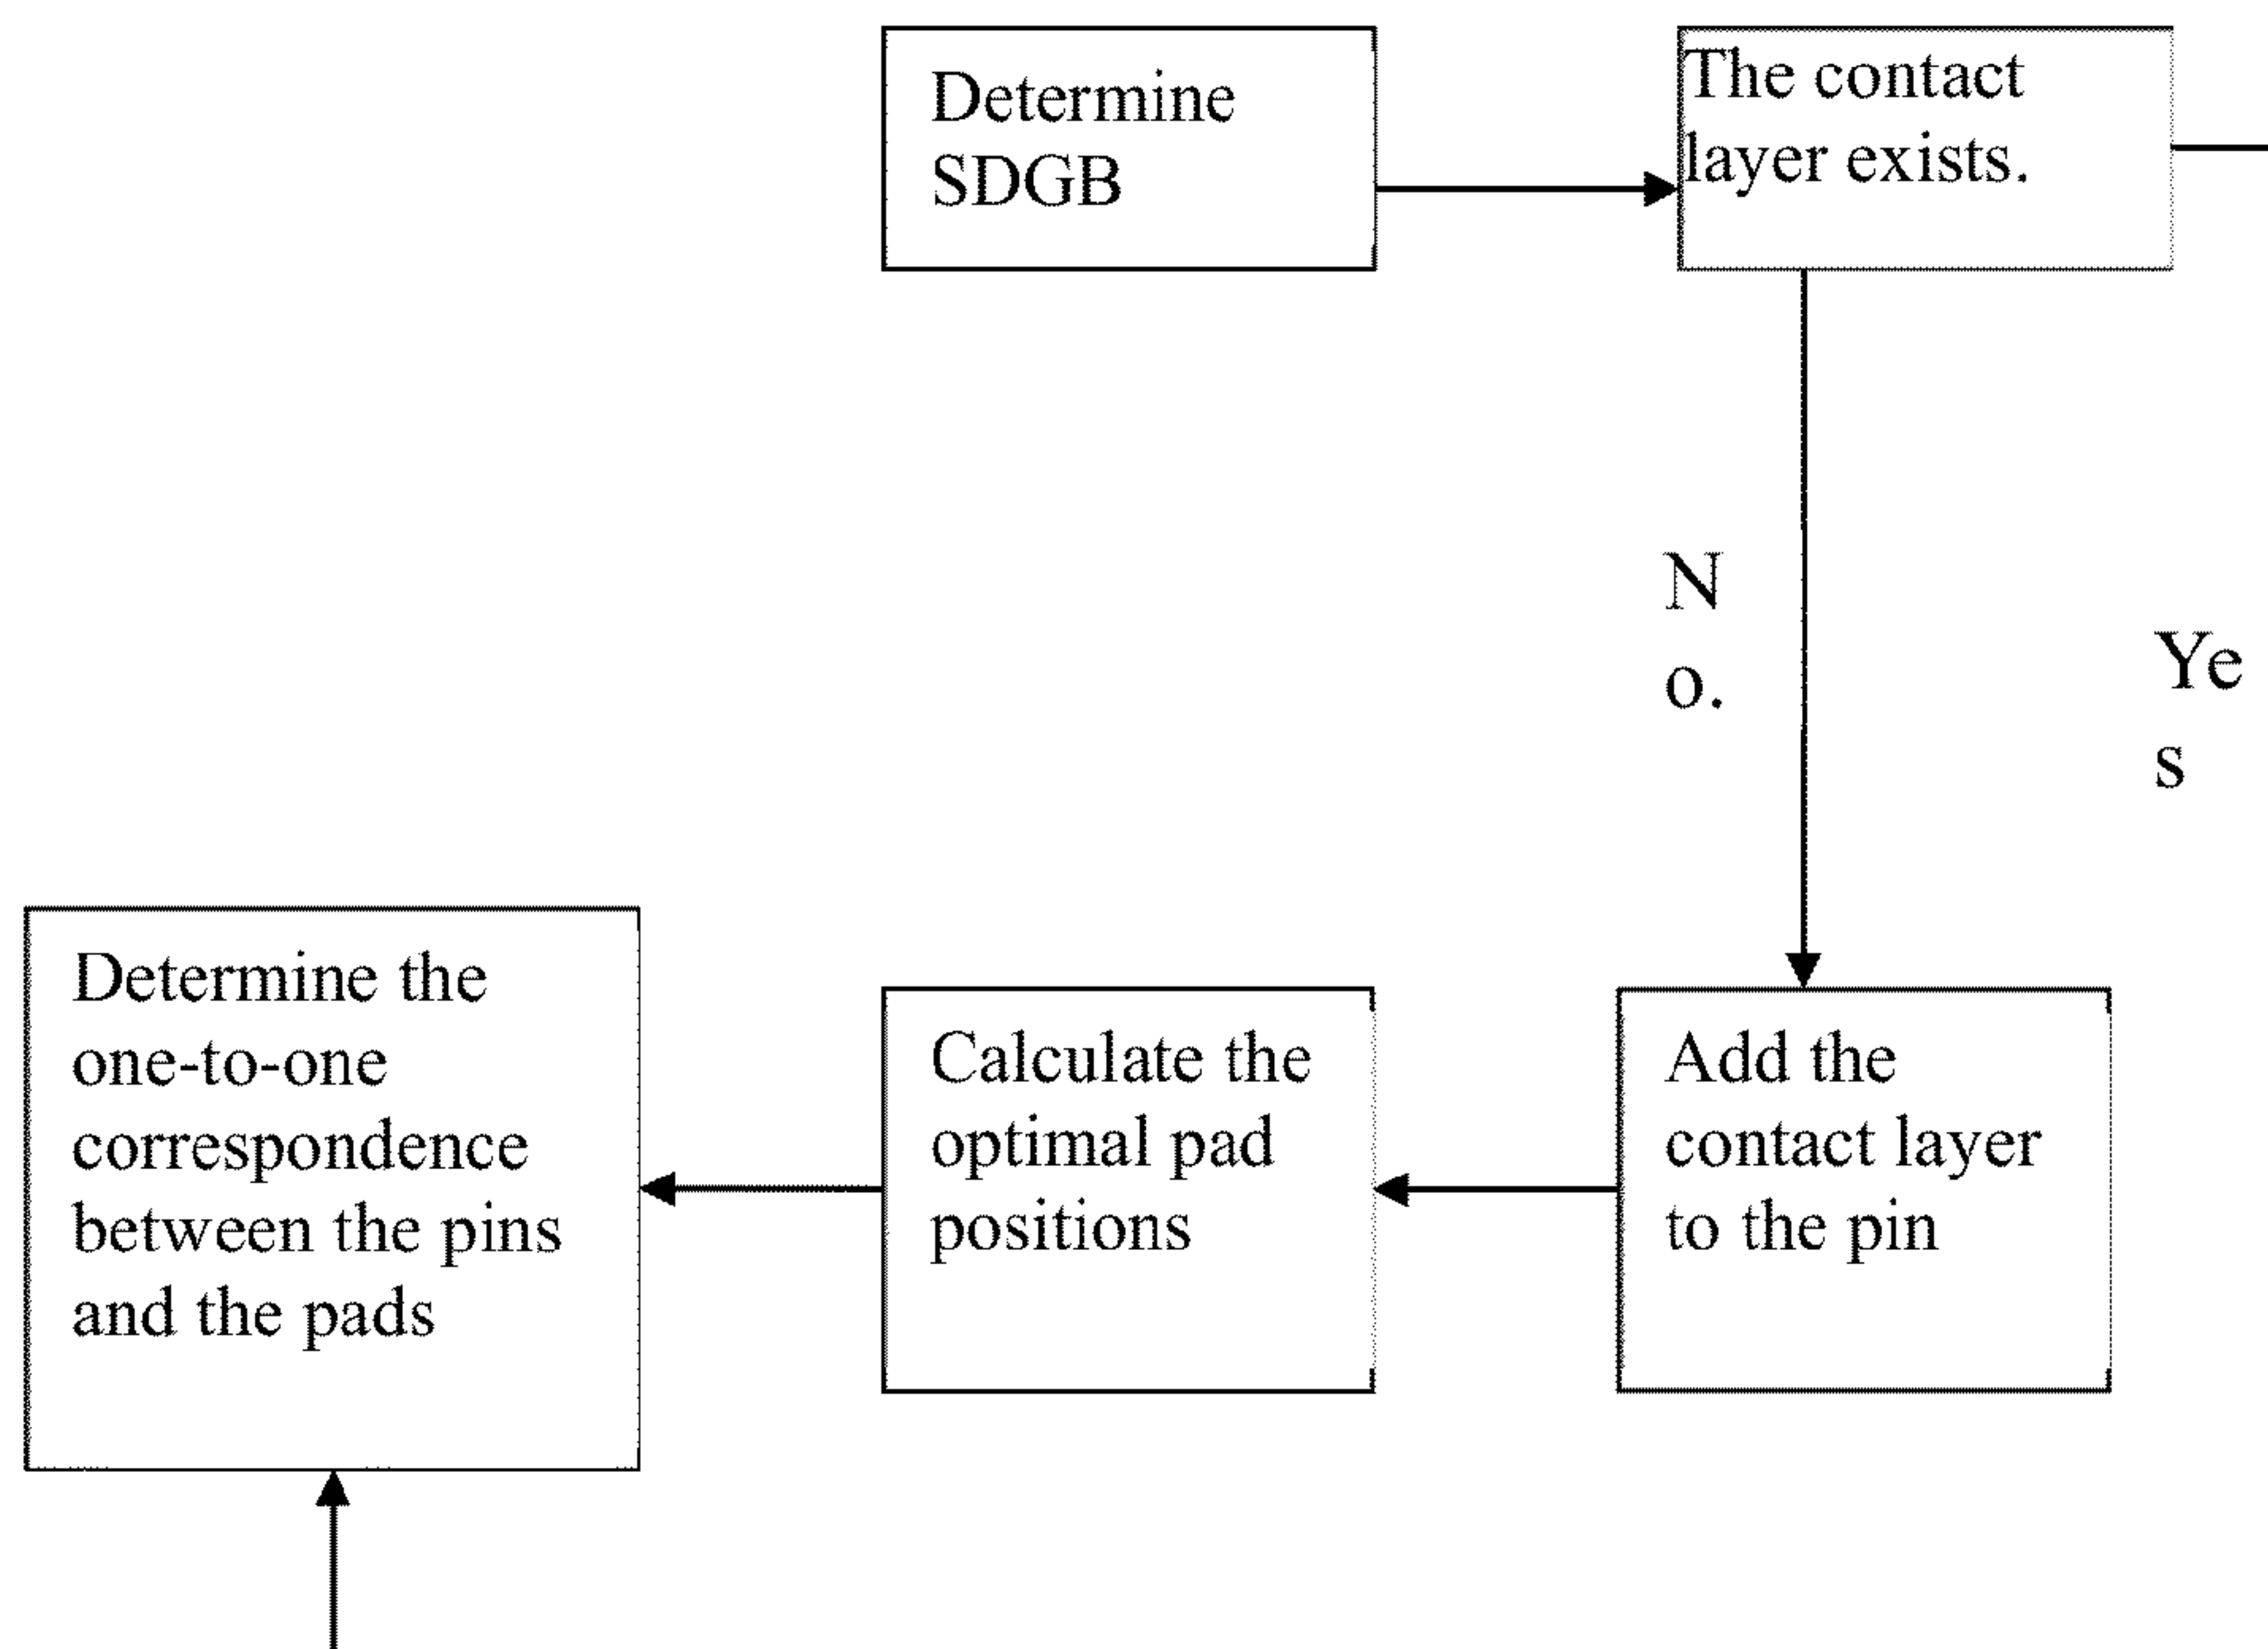 Determine
SDGB
The contact
layer exists.
N
o.
Ye
s
Determine the
one-to-one
correspondence
between the pins
and the pads
Calculate the
optimal pad
positions
Add the
contact layer
to the pin